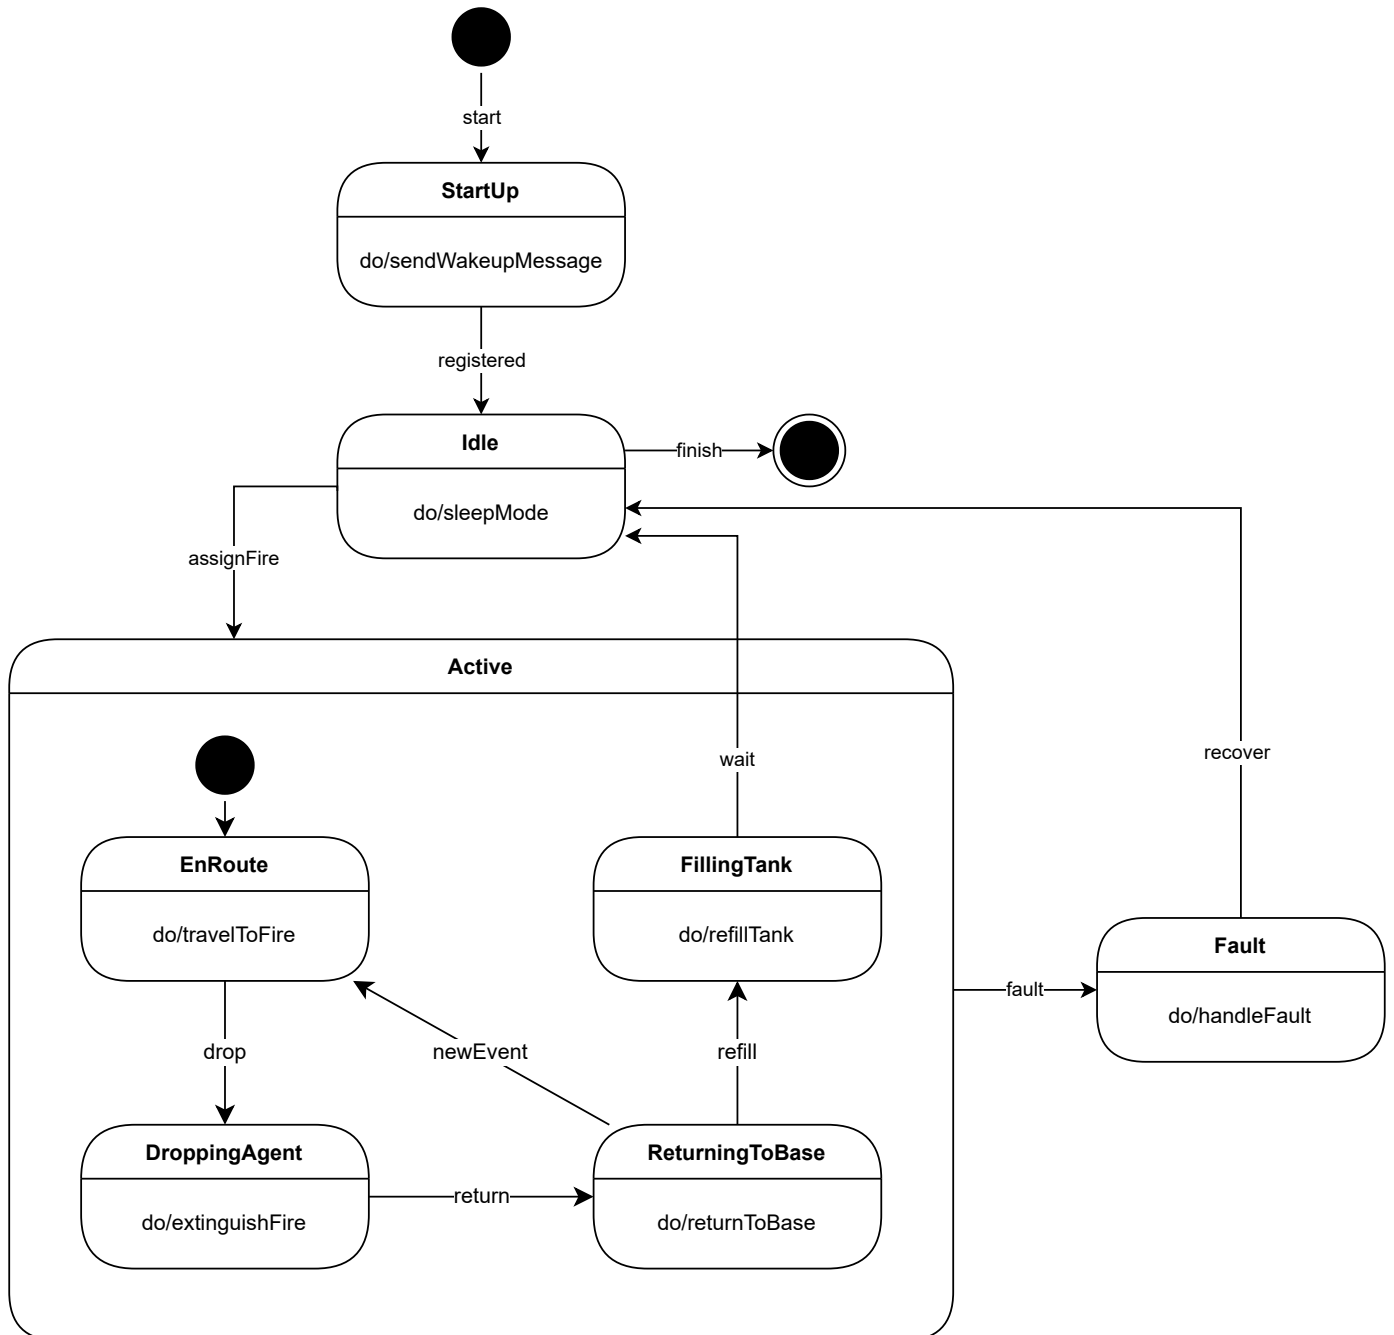 start
StartUp
do/sendWakeupMessage
registered
Idle
finish
do/sleepMode
assignFire
Active
wait
recover
EnRoute
do/travelToFire
FillingTank
do/refillTank
Fault
do/handleFault
fault
drop
newEvent
refill
DroppingAgent
do/extinguishFire
return
ReturningToBase
do/returnToBase